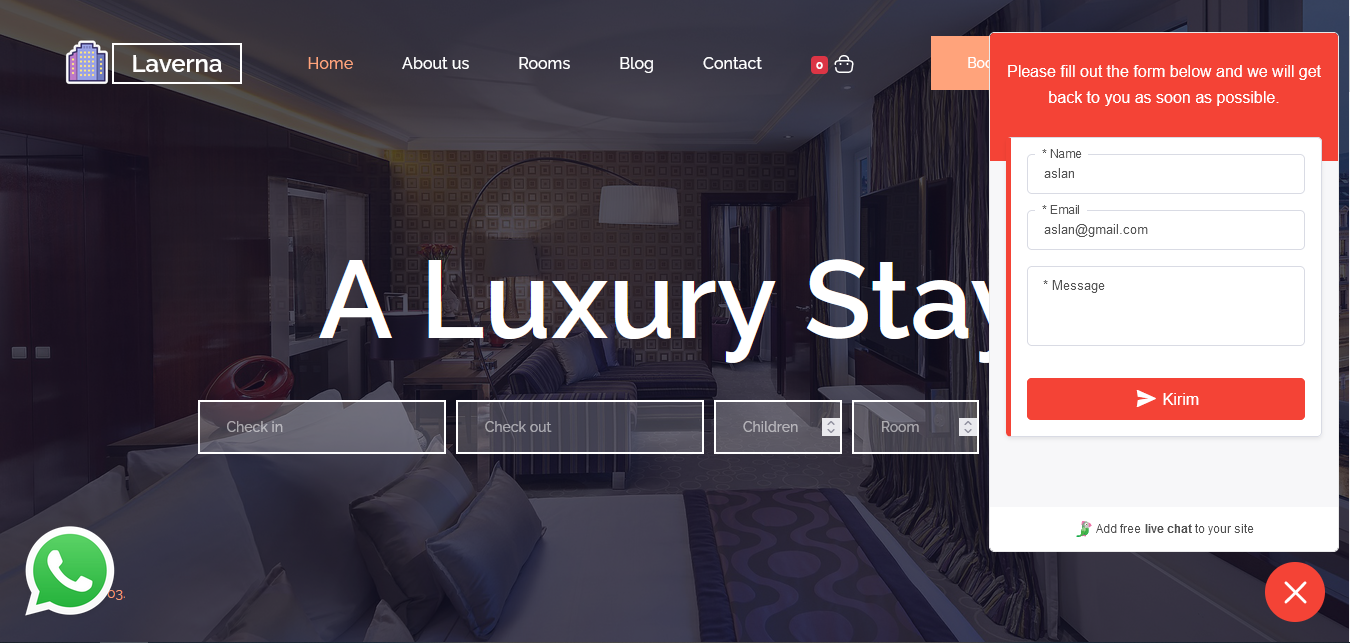 Laverna
Home
About us
Rooms
Blog
Contact
0
Please fill out the form below and we will get
back to you as soon as possible.
* Name
aslan
* Email
aslan@gmail.com
* Message
Kirim
Add free live chat to your site
A Luxury Stay
Check in
Check out
Children
Room
03.